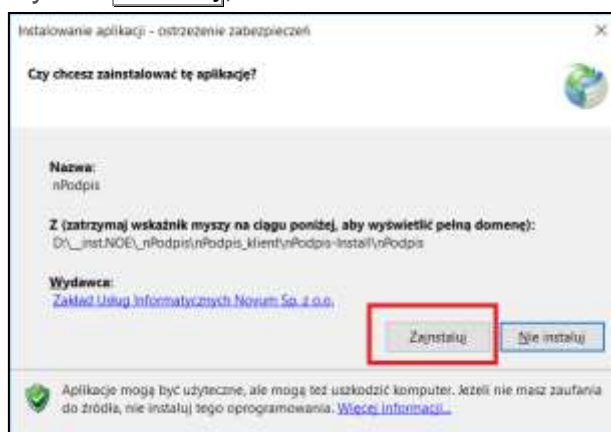 Instalowanie aplikacji - ostrzeżenie zabezpieczeń
Czy chcesz zainstalować tę aplikację?
Nazwa:
nPodpis
Z (zatrzymaj wskaźnik myszy na ciągu poniżej, aby wyświetlić pełną domenę):
D:\__inst.NOE\_nPodpis\nPodpis_klient\nPodpis-Install\nPodpis
Wydawca:
Zakład Usług Informatycznych Novum Sp. z o.o.
Zainstaluj
Nie instaluj
Aplikacje mogą być użyteczne, ale mogą też uszkodzić komputer. Jeżeli nie masz zaufania
do źródła, nie instaluj tego oprogramowania. Więcej informacji...